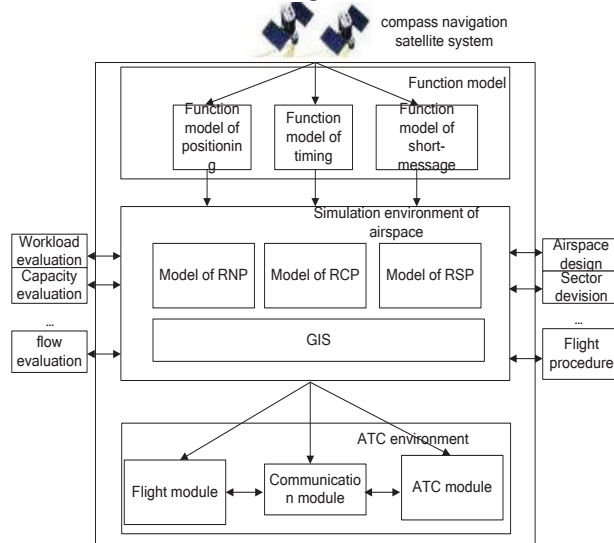 compass navigation
satellite system
Function model
Function
model of
positionin
g
Function
model of
timing
Function
model of
short-
message
Simulation environment of
airspace
Workload
evaluation
Capacity
evaluation
...
flow
evaluation
Model of RNP
Model of RCP
Model of RSP
GIS
Airspace
design
Sector
devision
...
Flight
procedure
ATC environment
Flight module
Communicatio
n module
ATC module